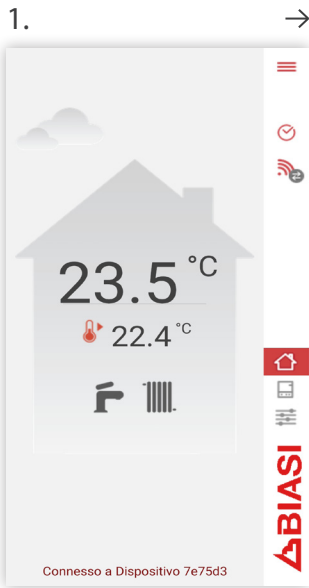 1.
23.5 °C
22.4 °C
BIASI
Connesso a Dispositivo 7e75d3